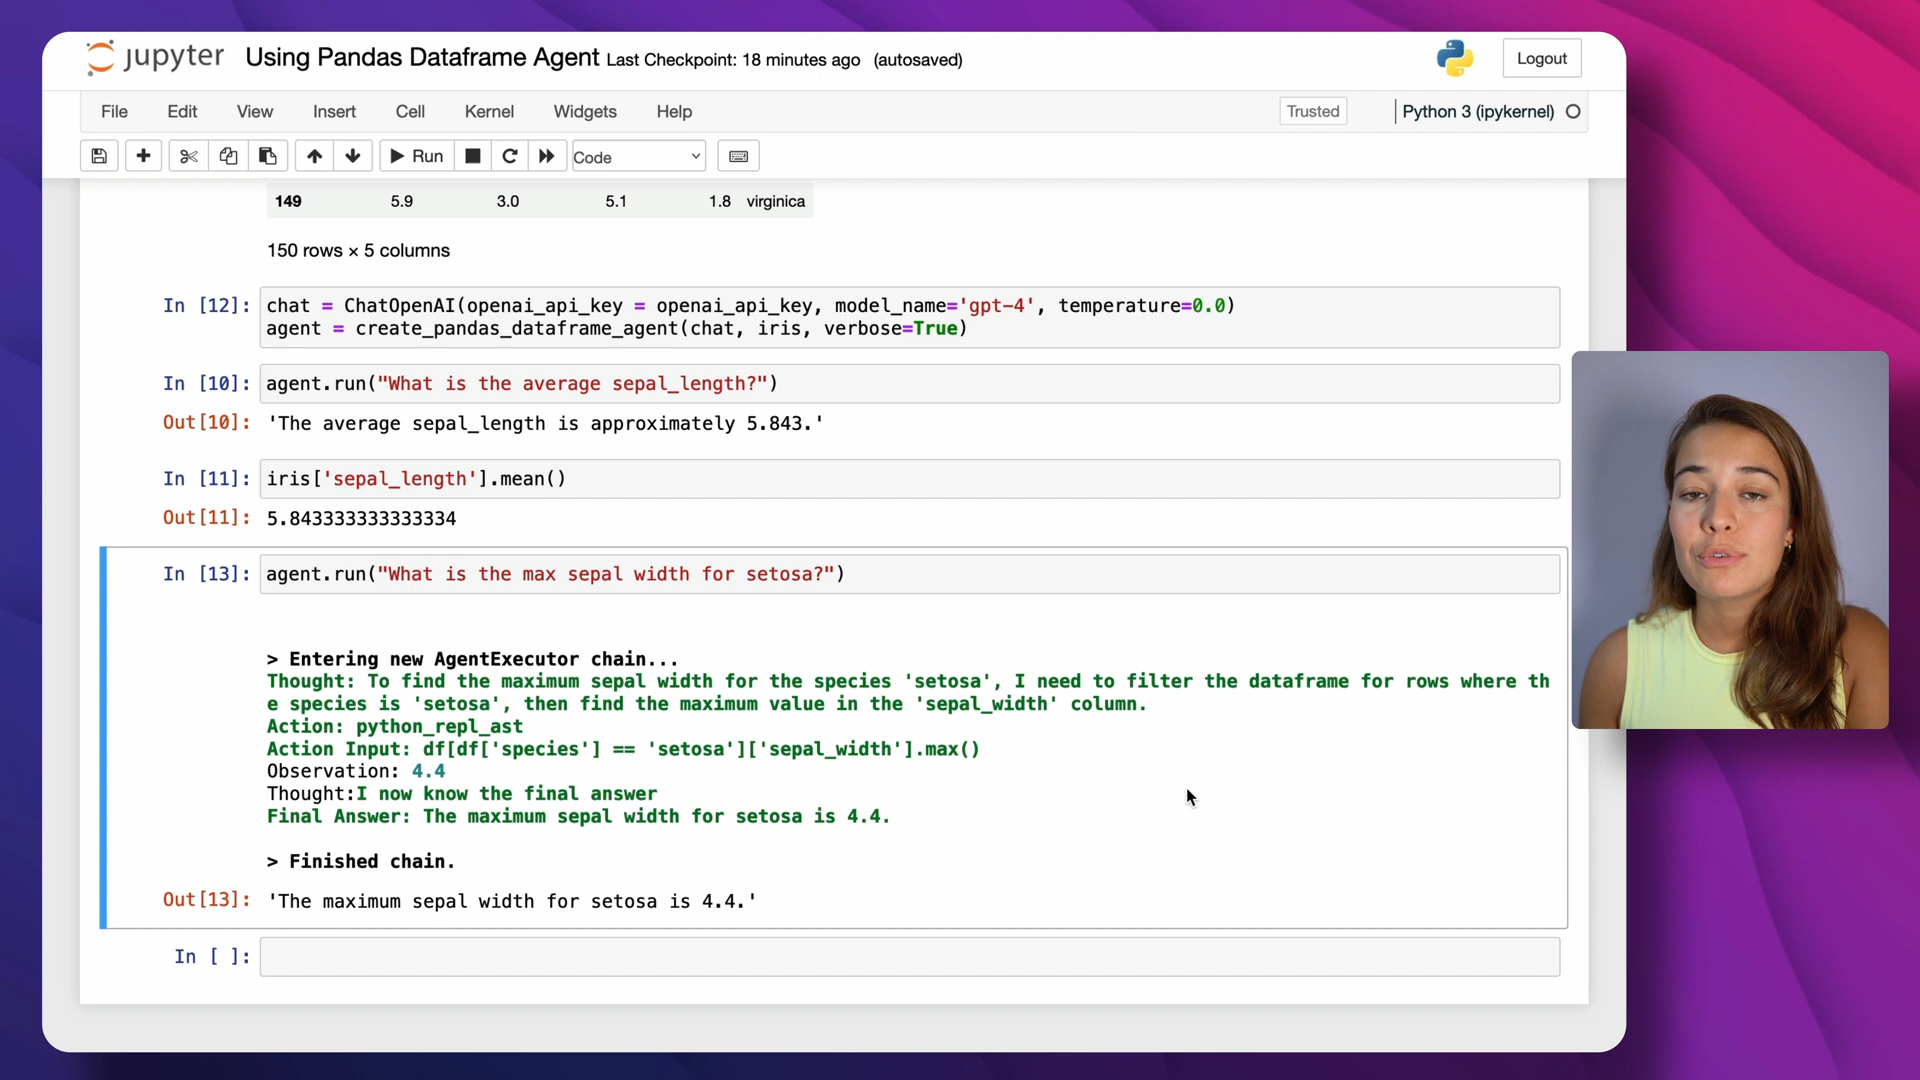 jupyter Using Pandas Dataframe Agent Last Checkpoint: 18 minutes ago (autosaved) Logout
File Edit View Insert Cell Kernel Widgets Help Trusted Python 3 (ipykernel)
Run Code
149 5.9 3.0 5.1 1.8 virginica
150 rows × 5 columns
In [12]: chat = ChatOpenAI(openai_api_key = openai_api_key, model_name='gpt-4', temperature=0.0)
agent = create_pandas_dataframe_agent(chat, iris, verbose=True)
In [10]: agent.run("What is the average sepal_length?")
Out[10]: 'The average sepal_length is approximately 5.843.'
In [11]: iris['sepal_length'].mean()
Out[11]: 5.843333333333334
In [13]: agent.run("What is the max sepal width for setosa?")
> Entering new AgentExecutor chain...
Thought: To find the maximum sepal width for the species 'setosa', I need to filter the dataframe for rows where th
e species is 'setosa', then find the maximum value in the 'sepal_width' column.
Action: python_repl_ast
Action Input: df[df['species'] == 'setosa']['sepal_width'].max()
Observation: 4.4
Thought:I now know the final answer
Final Answer: The maximum sepal width for setosa is 4.4.
> Finished chain.
Out[13]: 'The maximum sepal width for setosa is 4.4.'
In [ ]: